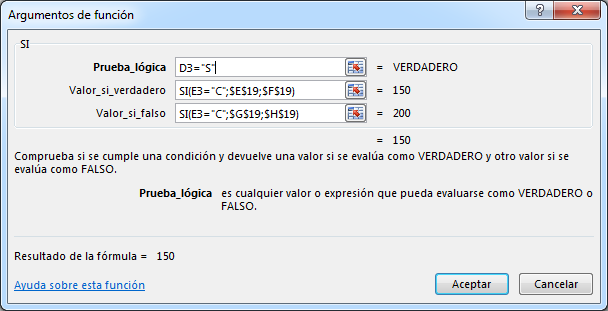 Argumentos de función
SI
Prueba_lógica D3="S" = VERDADERO
Valor_si_verdadero SI(E3="C";$E$19;$F$19) = 150
Valor_si_falso SI(E3="C";$G$19;$H$19) = 200
= 150
Comprueba si se cumple una condición y devuelve una valor si se evalúa como VERDADERO y otro valor si se
evalúa como FALSO.
Prueba_lógica es cualquier valor o expresión que pueda evaluarse como VERDADERO o
FALSO.
Resultado de la fórmula = 150
Ayuda sobre esta función Aceptar Cancelar